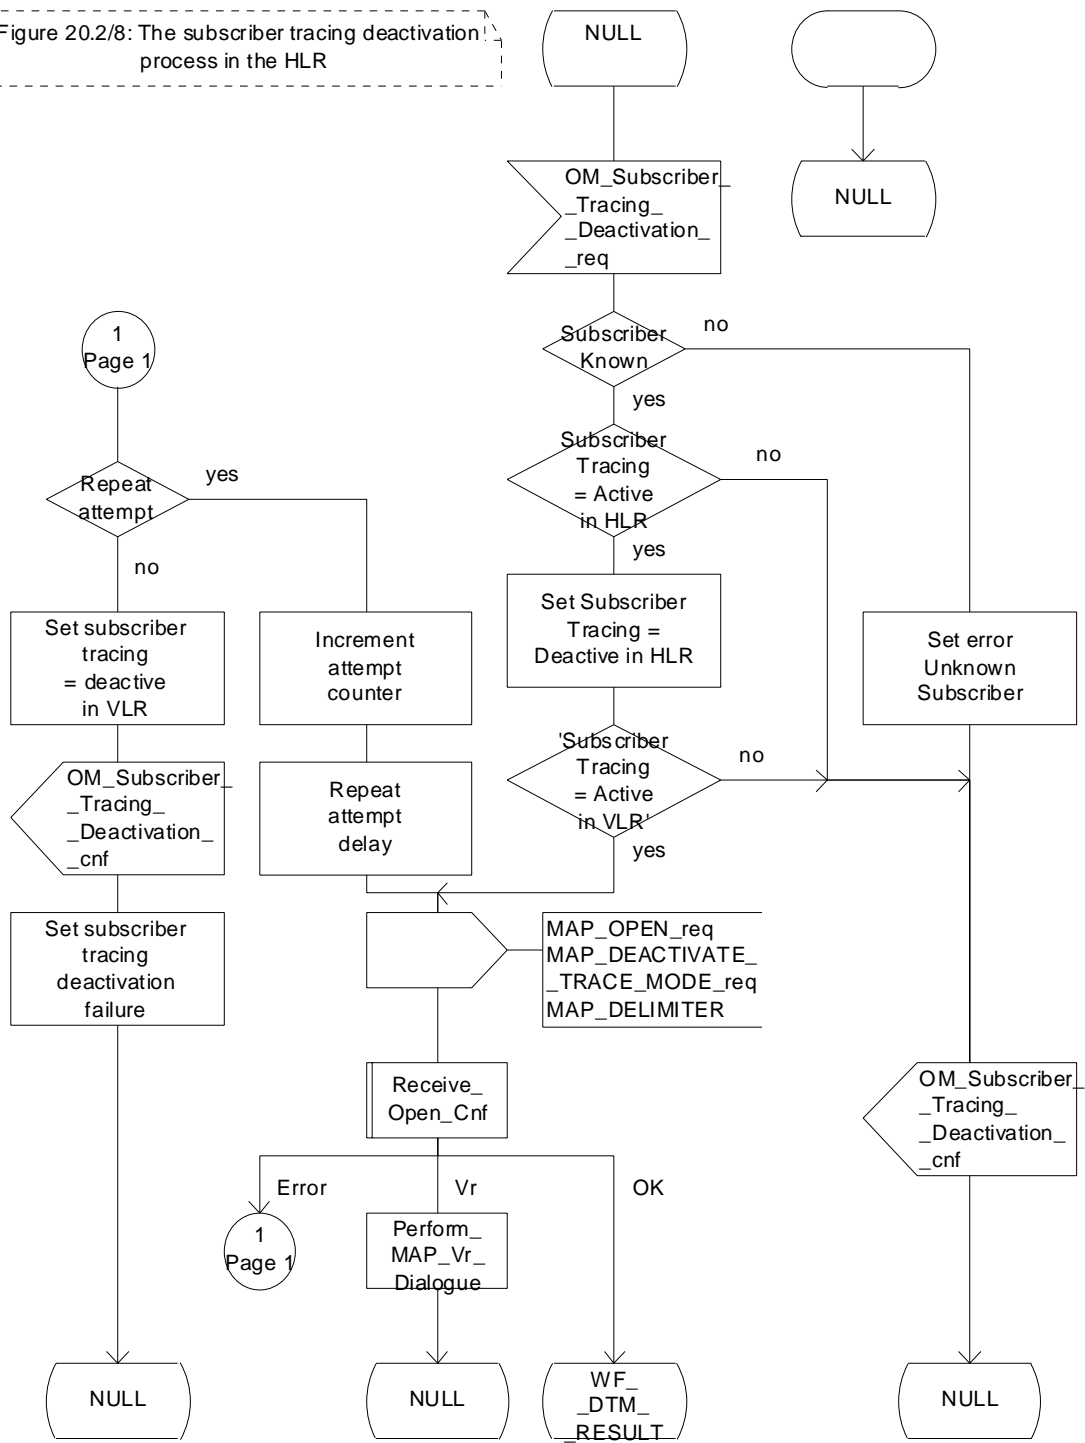 Figure 20.2/8: The subscriber tracing deactivation
process in the HLR
NULL
NULL
OM_Subscriber_
_Tracing_
_Deactivation_
_req
Subscriber
Known
no
yes
1
Page 1
Subscriber
Tracing
= Active
in HLR
no
yes
Repeat
attempt
yes
no
Set Subscriber
Tracing =
Deactive in HLR
Set subscriber
tracing
= deactive
in VLR
Increment
attempt
counter
Set error
Unknown
Subscriber
'Subscriber
Tracing
= Active
in VLR'
no
yes
OM_Subscriber_
_Tracing_
_Deactivation_
_cnf
Repeat
attempt
delay
Set subscriber
tracing
deactivation
failure
MAP_OPEN_req
MAP_DEACTIVATE_
_TRACE_MODE_req
MAP_DELIMITER
Receive_
Open_Cnf
OM_Subscriber_
_Tracing_
_Deactivation_
_cnf
Error
Vr
OK
1
Page 1
Perform_
MAP_Vr_
Dialogue
NULL
NULL
WF_
_DTM_
_RESULT
NULL